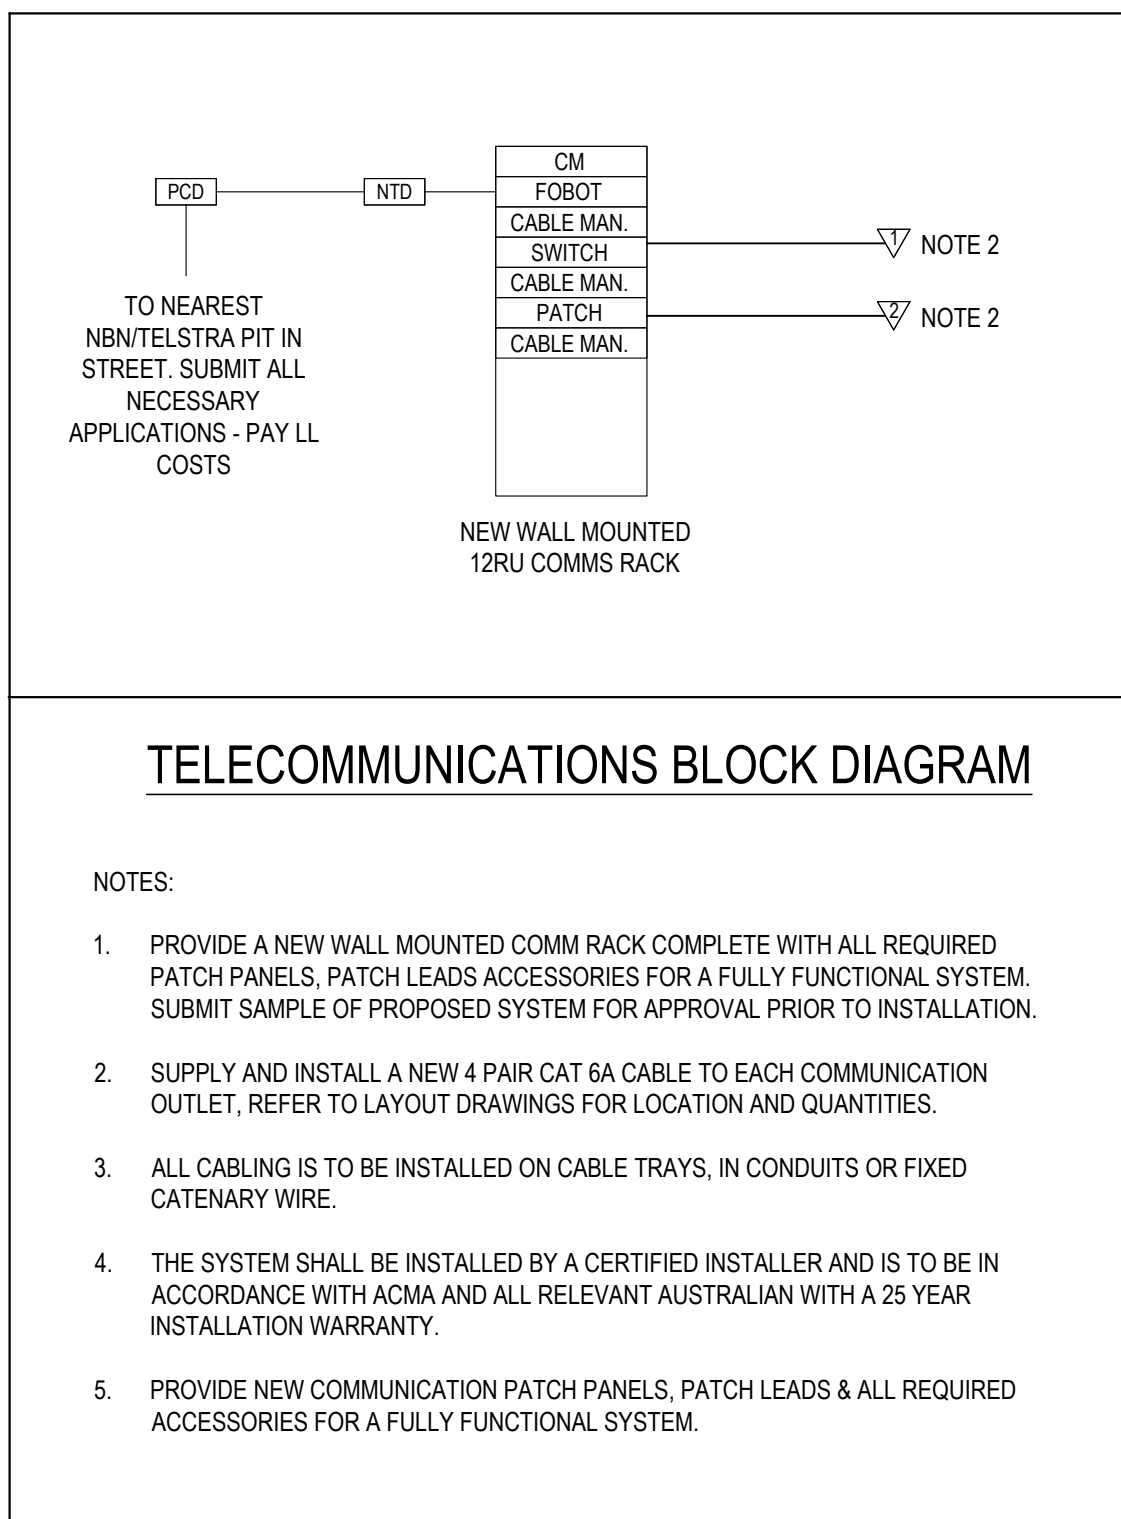 CM
PCD
NTD
FOBOT
CABLE MAN.
SWITCH
1
NOTE 2
CABLE MAN.
PATCH
2
NOTE 2
CABLE MAN.
TO NEAREST
NBN/TELSTRA PIT IN
STREET. SUBMIT ALL
NECESSARY
APPLICATIONS - PAY LL
COSTS
NEW WALL MOUNTED
12RU COMMS RACK
TELECOMMUNICATIONS BLOCK DIAGRAM
NOTES:
1. PROVIDE A NEW WALL MOUNTED COMM RACK COMPLETE WITH ALL REQUIRED
PATCH PANELS, PATCH LEADS ACCESSORIES FOR A FULLY FUNCTIONAL SYSTEM.
SUBMIT SAMPLE OF PROPOSED SYSTEM FOR APPROVAL PRIOR TO INSTALLATION.
2. SUPPLY AND INSTALL A NEW 4 PAIR CAT 6A CABLE TO EACH COMMUNICATION
OUTLET, REFER TO LAYOUT DRAWINGS FOR LOCATION AND QUANTITIES.
3. ALL CABLING IS TO BE INSTALLED ON CABLE TRAYS, IN CONDUITS OR FIXED
CATENARY WIRE.
4. THE SYSTEM SHALL BE INSTALLED BY A CERTIFIED INSTALLER AND IS TO BE IN
ACCORDANCE WITH ACMA AND ALL RELEVANT AUSTRALIAN WITH A 25 YEAR
INSTALLATION WARRANTY.
5. PROVIDE NEW COMMUNICATION PATCH PANELS, PATCH LEADS & ALL REQUIRED
ACCESSORIES FOR A FULLY FUNCTIONAL SYSTEM.